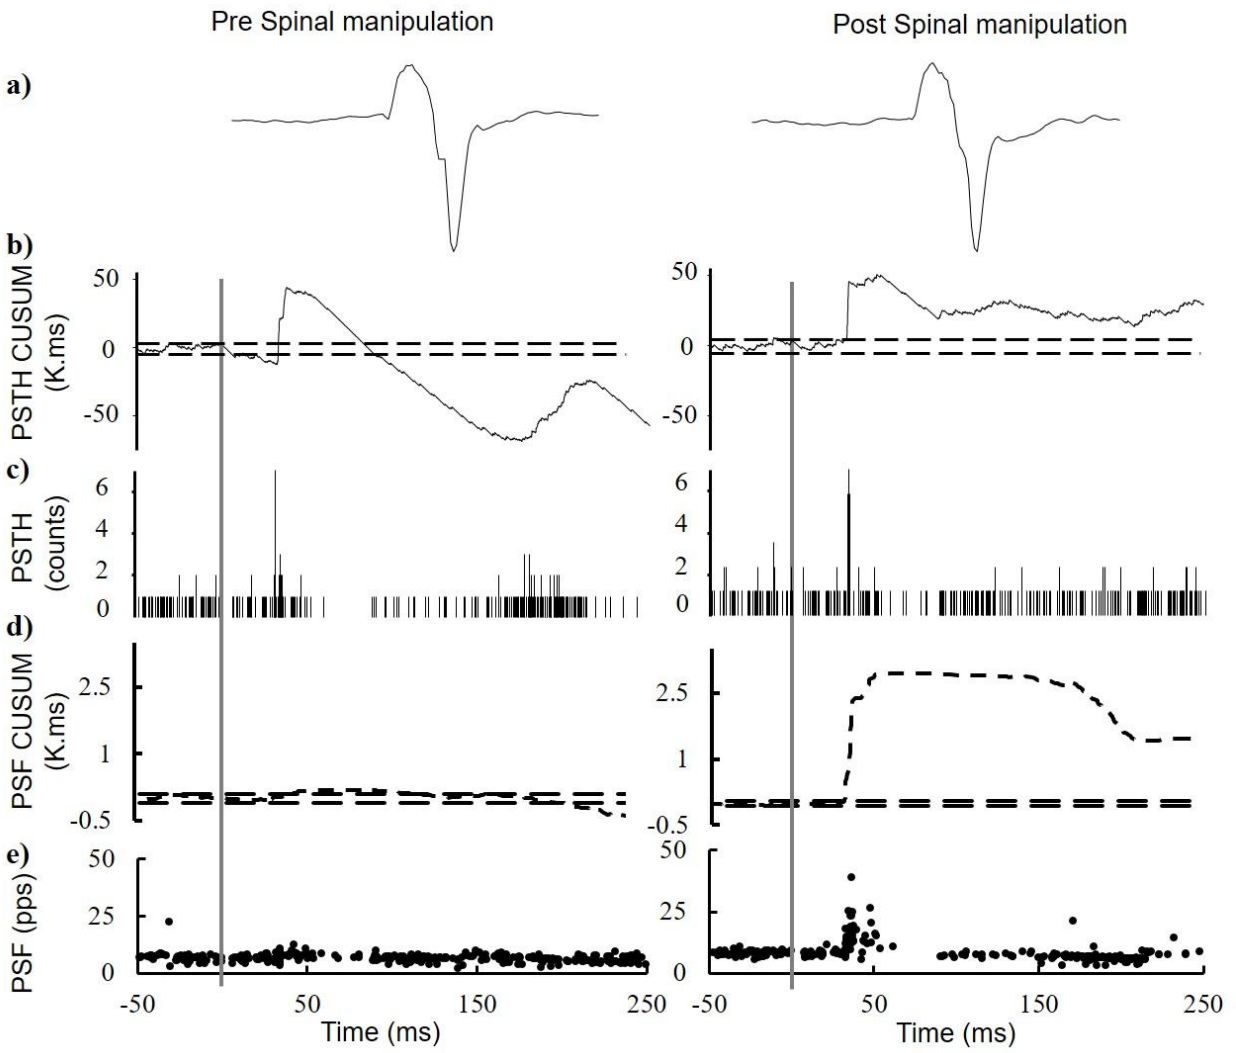 Pre Spinal manipulation
Post Spinal manipulation
a)
b)
PSTH CUSUM
(K.ms)
50
0
-50
50
0
-50
c)
PSTH
(counts)
6
4
2
0
6
4
2
0
d)
PSF CUSUM
(K.ms)
2.5
1
-0.5
2.5
1
-0.5
e)
PSF (pps)
50
25
0
50
25
0
-50
50
150
250
-50
50
150
250
Time (ms)
Time (ms)